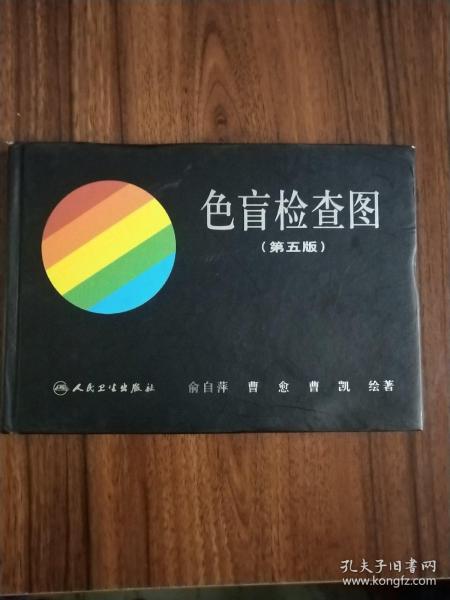 色盲检查图
(第五版)
人民卫生出版社
俞自萍 曹 愈 曹 凯 绘著
孔夫子旧书网
www.kongfz.com